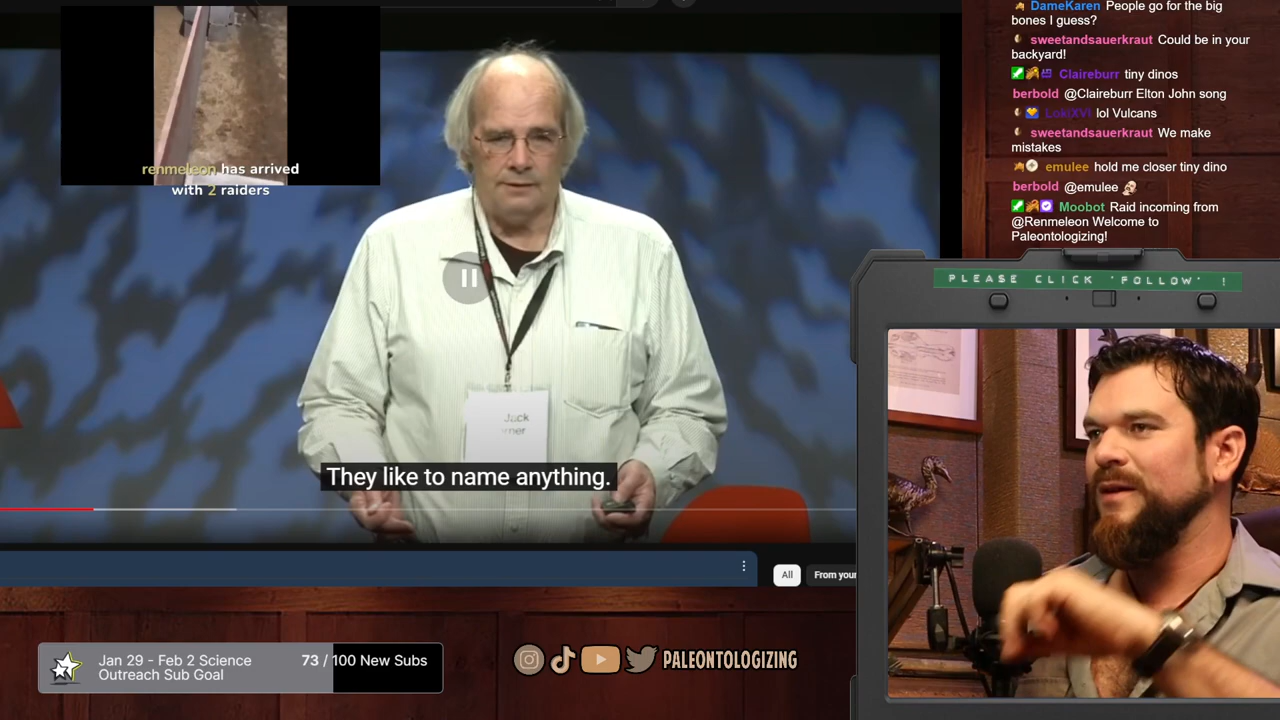 renmeleon has arrived
with 2 raiders
Jack
rner
They like to name anything.
All
From your
DameKaren People go for the big
bones I guess?
sweetandsauerkraut Could be in your
backyard!
Claireburr tiny dinos
berbold @Claireburr Elton John song
LokiXVI lol Vulcans
sweetandsauerkraut We make
mistakes
emulee hold me closer tiny dino
berbold @emulee
Moobot Raid incoming from
@Renmeleon Welcome to
Paleontologizing!
PLEASE CLICK 'FOLLOW' !
Jan 29 - Feb 2 Science
Outreach Sub Goal
73 / 100 New Subs
PALEONTOLOGIZING